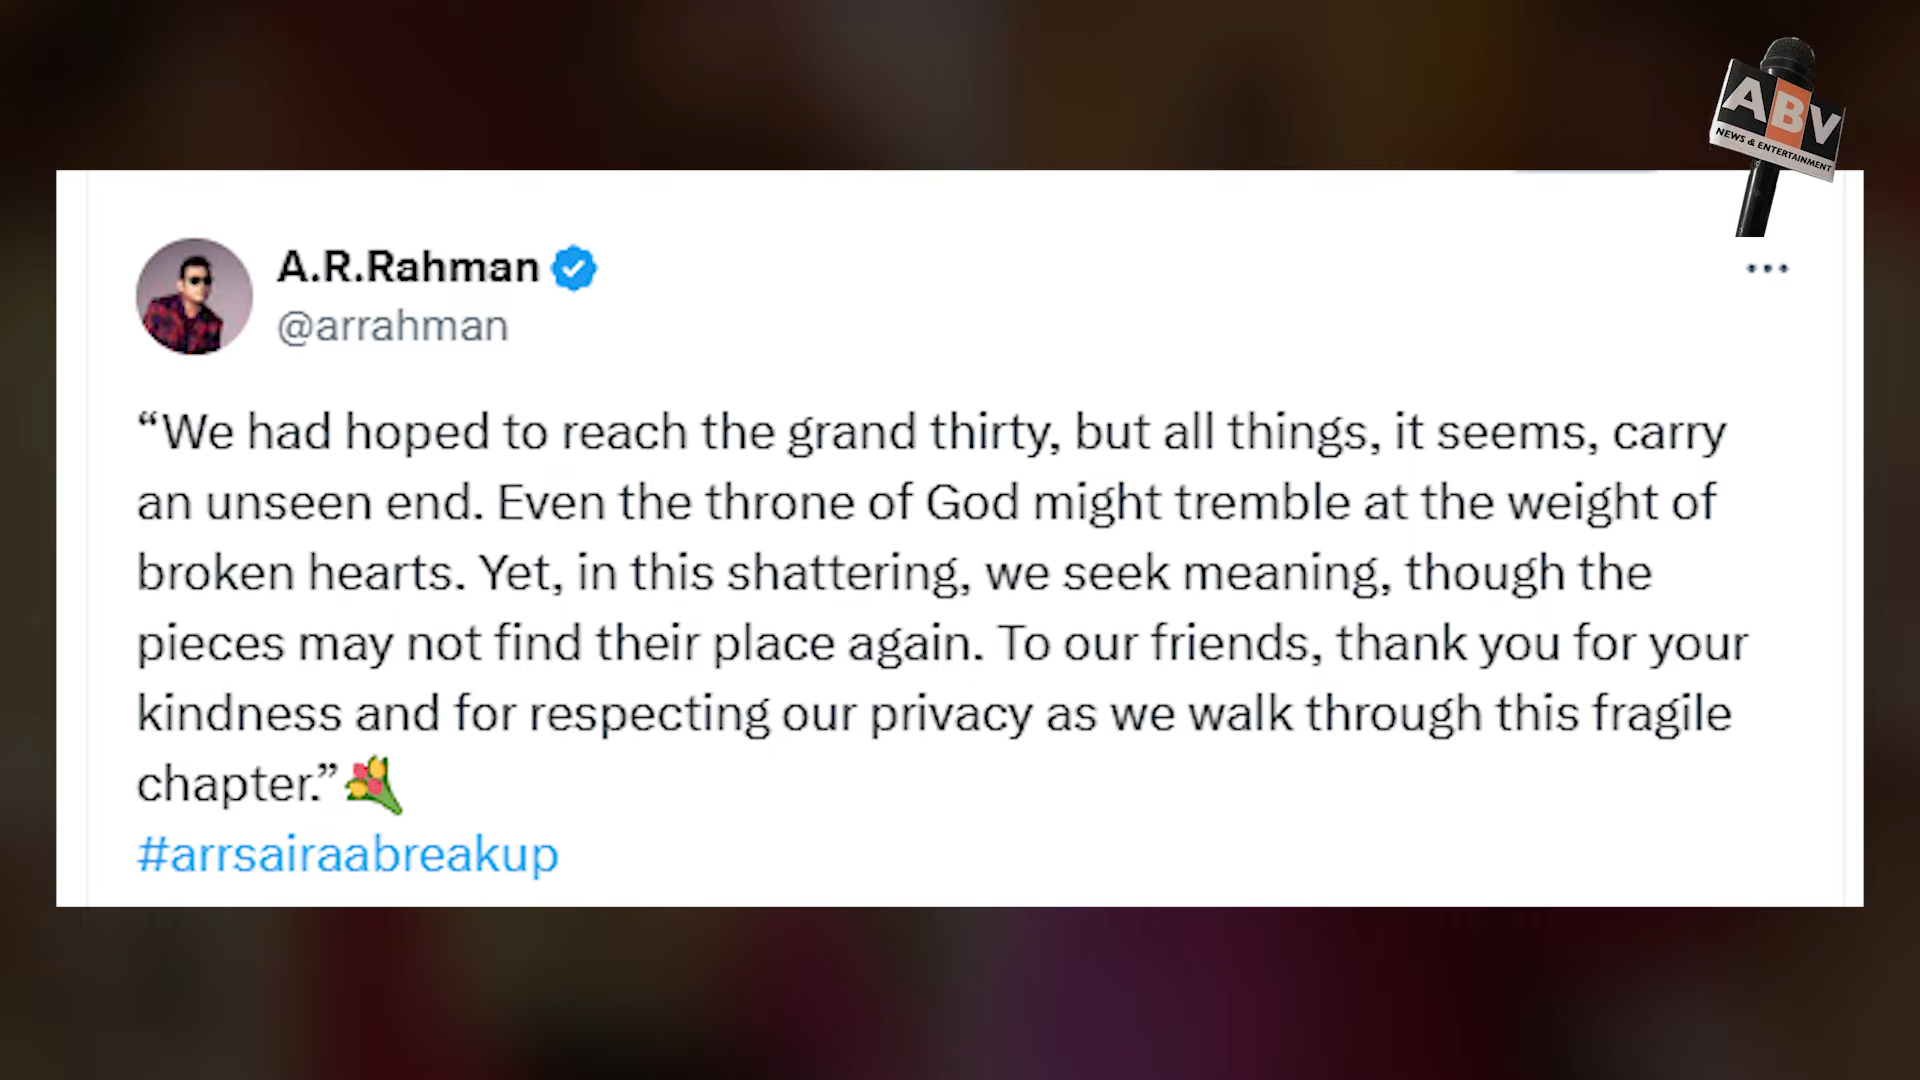 ABV
NEWS & ENTERTAINMENT
A.R.Rahman
@arrahman
“We had hoped to reach the grand thirty, but all things, it seems, carry
an unseen end. Even the throne of God might tremble at the weight of
broken hearts. Yet, in this shattering, we seek meaning, though the
pieces may not find their place again. To our friends, thank you for your
kindness and for respecting our privacy as we walk through this fragile
chapter.”💐
#arrsairaabreakup